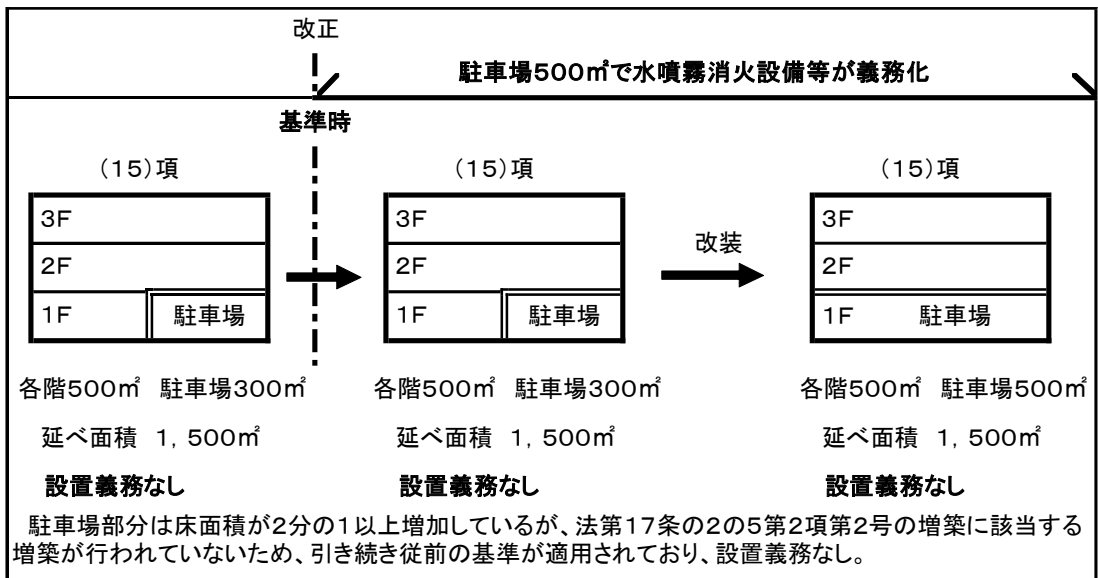 改正
駐車場500㎡で水噴霧消火設備等が義務化
基準時
(15)項
(15)項
(15)項
3F
2F
1F 駐車場
3F
2F
1F 駐車場
改装
3F
2F
1F 駐車場
各階500㎡ 駐車場300㎡
延べ面積 1,500㎡
設置義務なし
各階500㎡ 駐車場300㎡
延べ面積 1,500㎡
設置義務なし
各階500㎡ 駐車場500㎡
延べ面積 1,500㎡
設置義務なし
駐車場部分は床面積が2分の1以上増加しているが、法第17条の2の5第2項第2号の増築に該当する
増築が行われていないため、引き続き従前の基準が適用されており、設置義務なし。